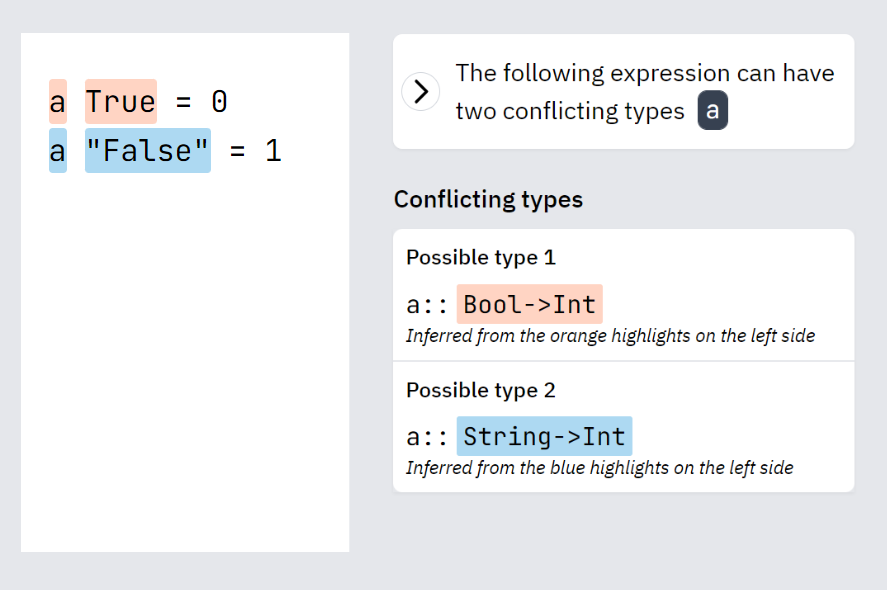 a True = 0
a "False" = 1
The following expression can have
two conflicting types a
Conflicting types
Possible type 1
a:: Bool->Int
Inferred from the orange highlights on the left side
Possible type 2
a:: String->Int
Inferred from the blue highlights on the left side